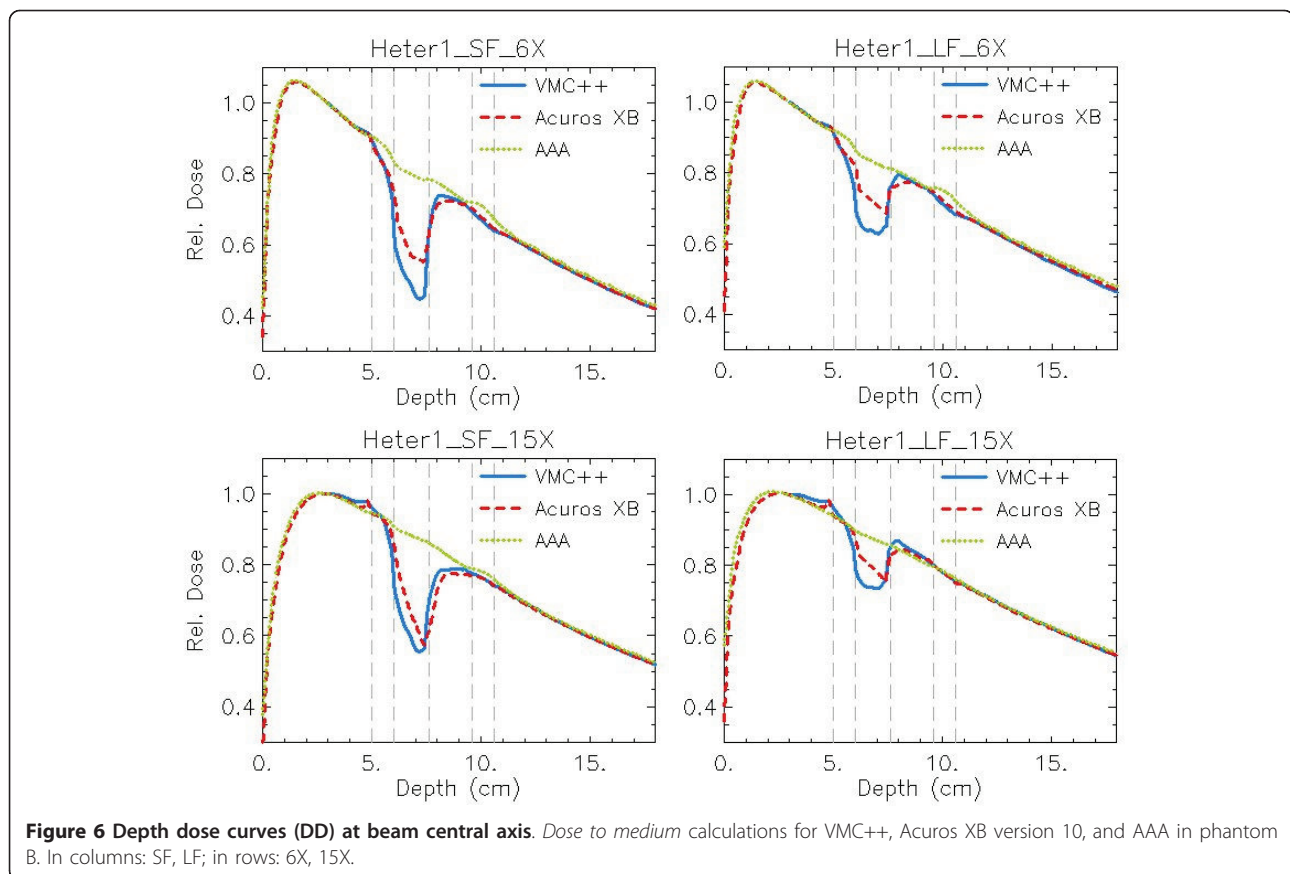 Heter1_SF_6X
VMC++
Acuros XB
AAA
Rel. Dose
1.0
0.8
0.6
0.4
0.
5.
10.
15.
Depth (cm)
Heter1_LF_6X
VMC++
Acuros XB
AAA
1.0
0.8
0.6
0.4
0.
5.
10.
15.
Depth (cm)
Heter1_SF_15X
VMC++
Acuros XB
AAA
Rel. Dose
1.0
0.8
0.6
0.4
0.
5.
10.
15.
Depth (cm)
Heter1_LF_15X
VMC++
Acuros XB
AAA
1.0
0.8
0.6
0.4
0.
5.
10.
15.
Depth (cm)
Figure 6 Depth dose curves (DD) at beam central axis. Dose to medium calculations for VMC++, Acuros XB version 10, and AAA in phantom
B. In columns: SF, LF; in rows: 6X, 15X.